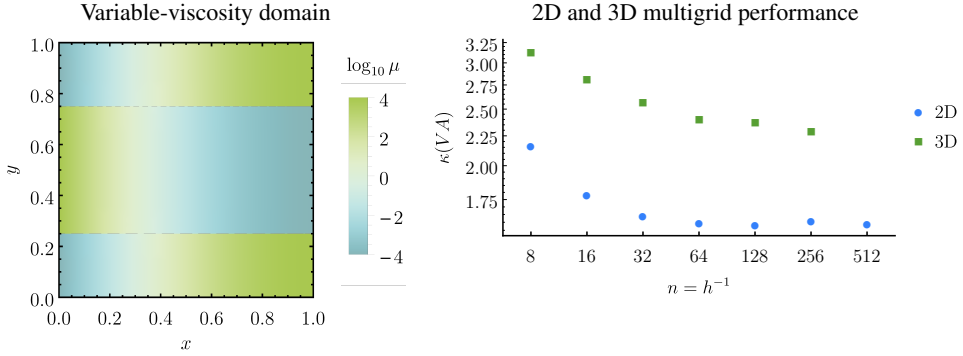 Variable-viscosity domain
1.0
0.8
0.6
0.4
0.2
0.0
y
0.0 0.2 0.4 0.6 0.8 1.0
x
log₁₀ μ
4
2
0
−2
−4
2D and 3D multigrid performance
3.25
3.00
2.75
2.50
2.25
2.00
1.75
κ(VA)
8 16 32 64 128 256 512
n = h⁻¹
2D
3D